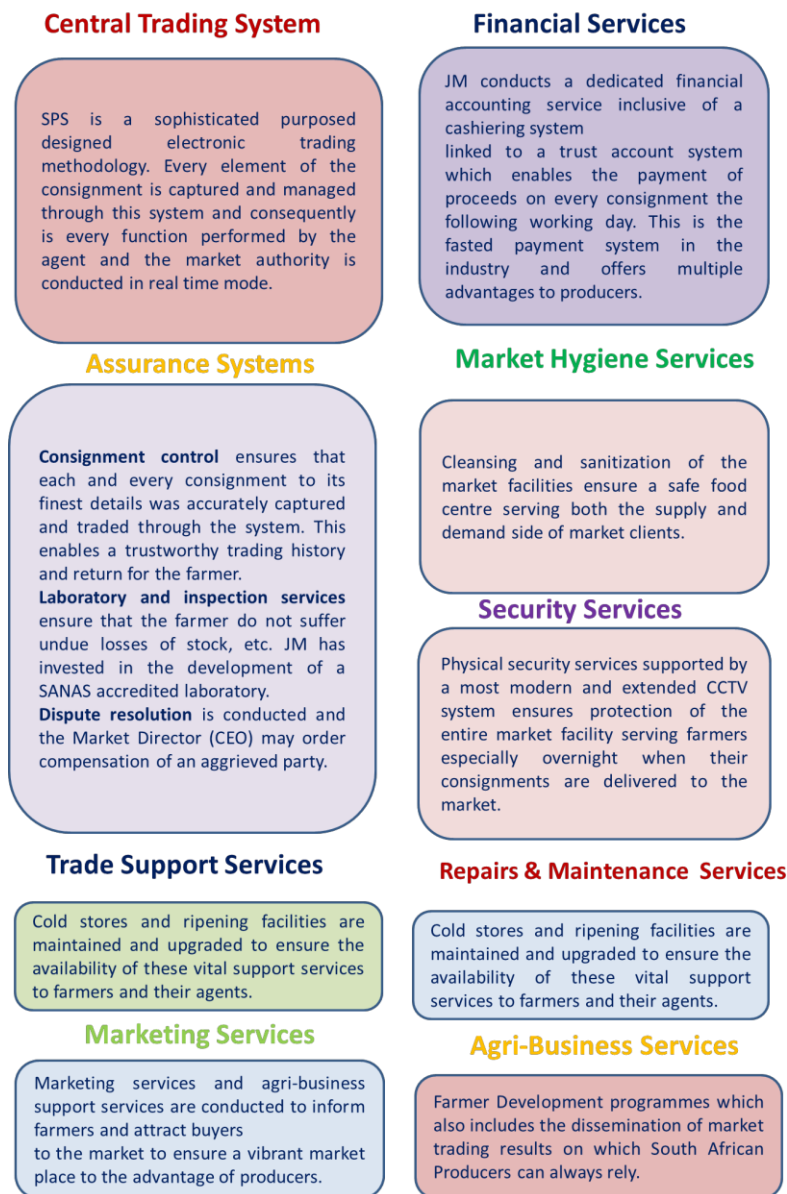 Central Trading System
SPS is a sophisticated purposed
designed electronic trading
methodology. Every element of the
consignment is captured and managed
through this system and consequently
is every function performed by the
agent and the market authority is
conducted in real time mode.
Financial Services
JM conducts a dedicated financial
accounting service inclusive of a
cashiering system
linked to a trust account system
which enables the payment of
proceeds on every consignment the
following working day. This is the
fasted payment system in the
industry and offers multiple
advantages to producers.
Assurance Systems
Consignment control ensures that
each and every consignment to its
finest details was accurately captured
and traded through the system. This
enables a trustworthy trading history
and return for the farmer.
Laboratory and inspection services
ensure that the farmer do not suffer
undue losses of stock, etc. JM has
invested in the development of a
SANAS accredited laboratory.
Dispute resolution is conducted and
the Market Director (CEO) may order
compensation of an aggrieved party.
Market Hygiene Services
Cleansing and sanitization of the
market facilities ensure a safe food
centre serving both the supply and
demand side of market clients.
Security Services
Physical security services supported by
a most modern and extended CCTV
system ensures protection of the
entire market facility serving farmers
especially overnight when their
consignments are delivered to the
market.
Trade Support Services
Cold stores and ripening facilities are
maintained and upgraded to ensure the
availability of these vital support services
to farmers and their agents.
Repairs & Maintenance Services
Cold stores and ripening facilities are
maintained and upgraded to ensure the
availability of these vital support
services to farmers and their agents.
Marketing Services
Marketing services and agri-business
support services are conducted to inform
farmers and attract buyers
to the market to ensure a vibrant market
place to the advantage of producers.
Agri-Business Services
Farmer Development programmes which
also includes the dissemination of market
trading results on which South African
Producers can always rely.